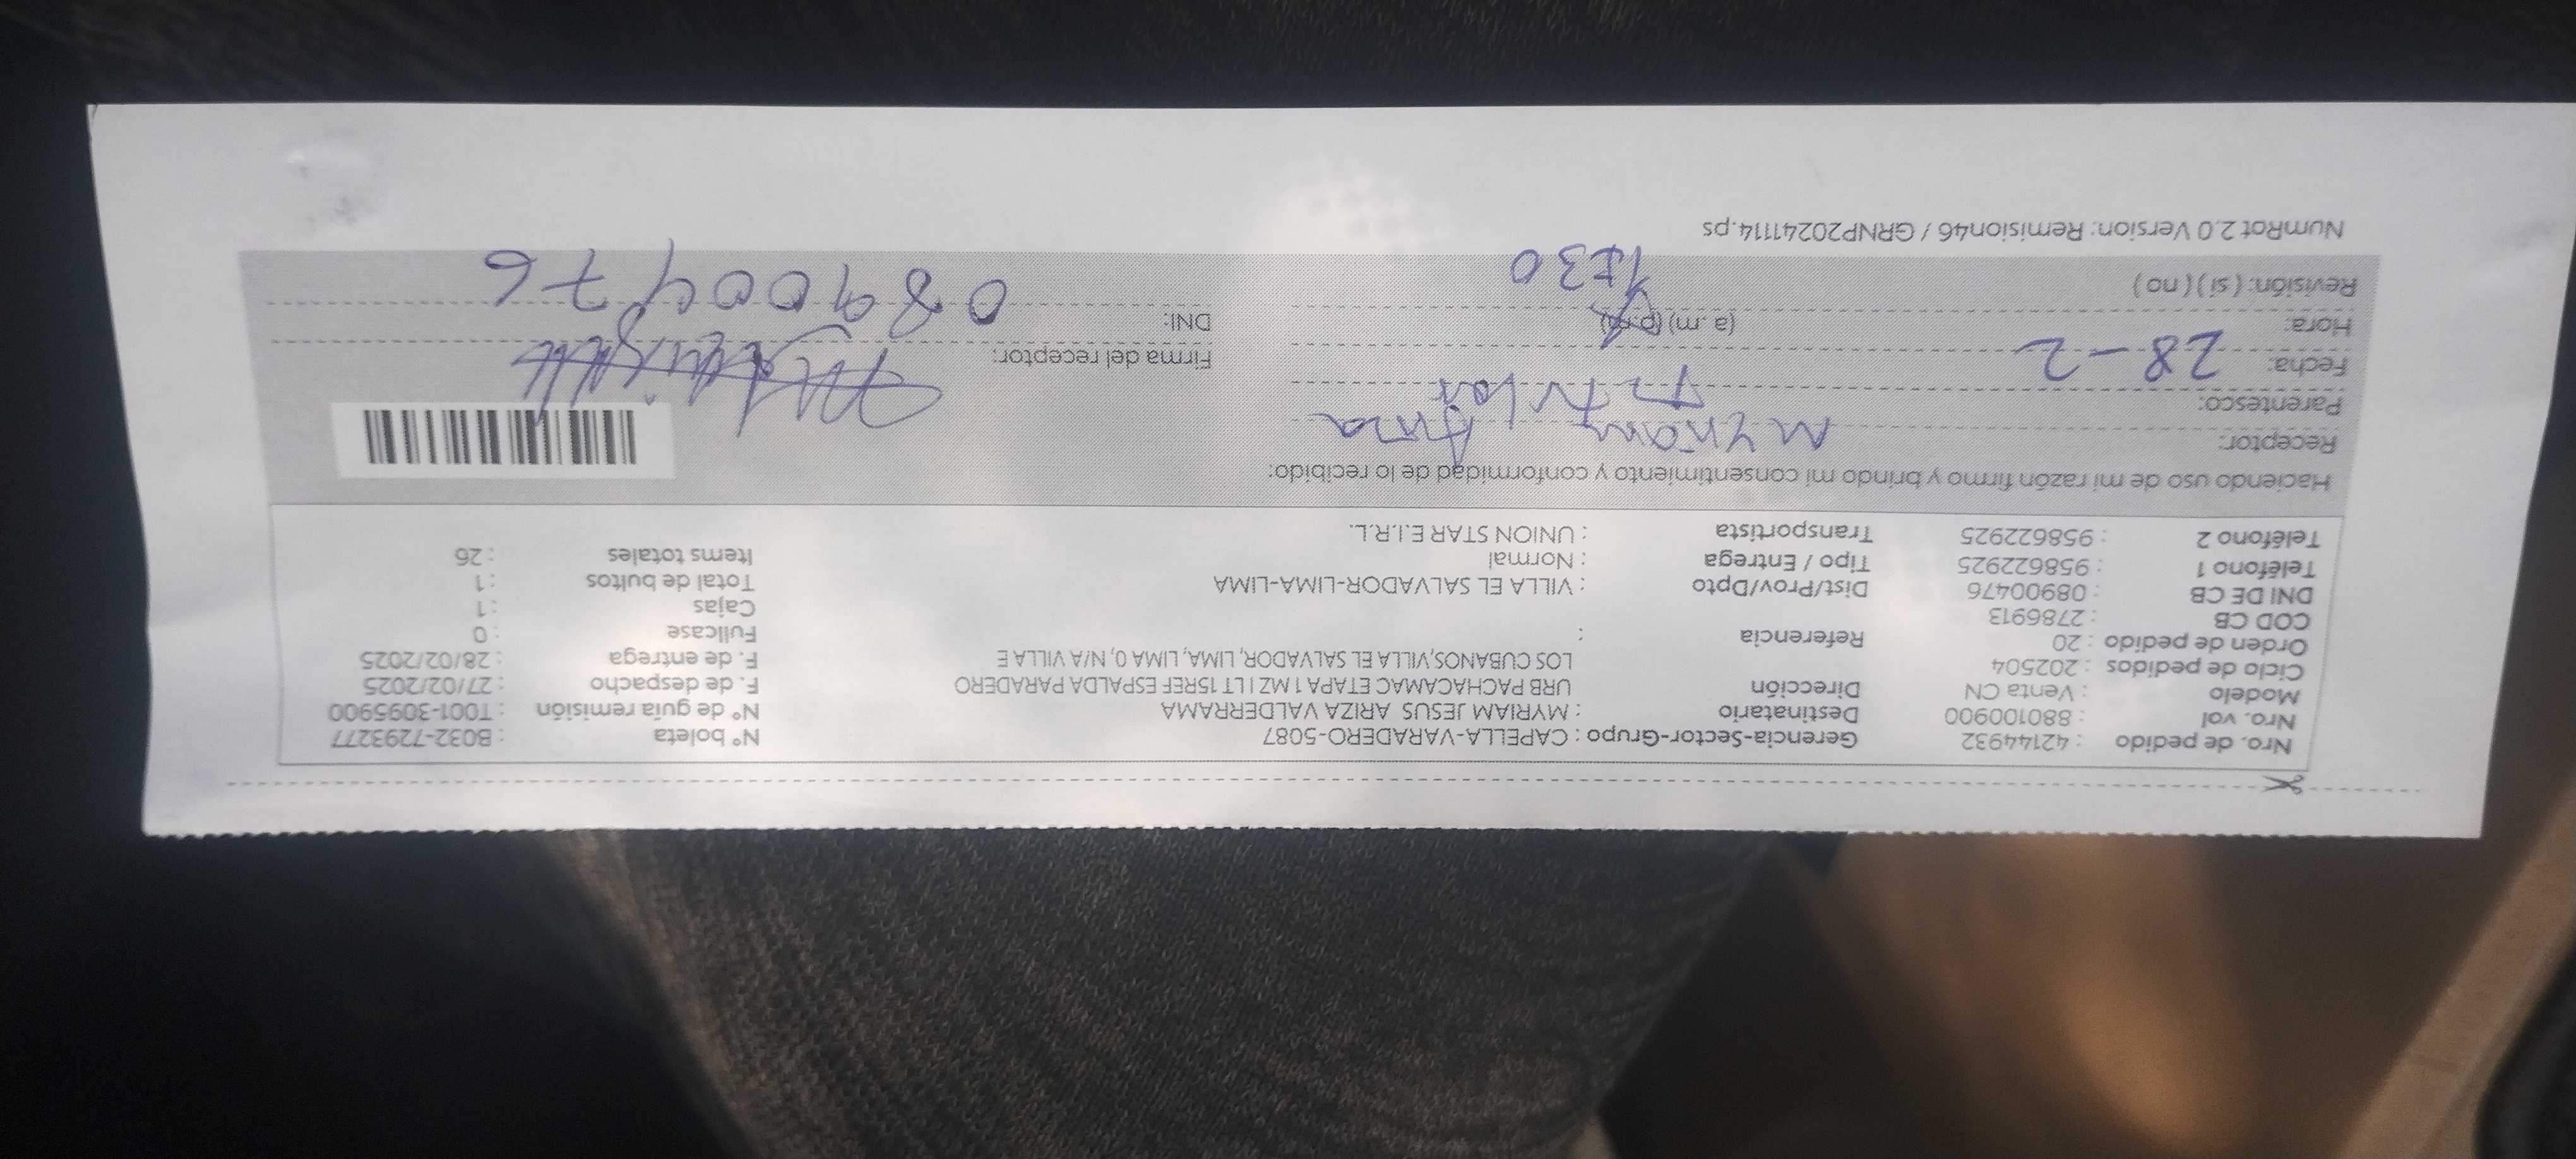 Nro. de pedido : 42144932
Nro. vol : 880100900
Modelo : Venta CN
Ciclo de pedidos : 202504
Orden de pedido : 20
COD CB : 2786913
DNI DE CB : 08900476
Teléfono 1 : 958622925
Teléfono 2 : 958622925
Gerencia-Sector-Grupo : CAPELLA-VARADERO-5087
Destinatario : MYRIAM JESUS ARIZA VALDERRAMA
Dirección URB PACHACAMAC ETAPA 1 MZ I LT 15REF ESPALDA PARADERO
LOS CUBANOS,VILLA EL SALVADOR, LIMA, LIMA 0, N/A VILLA E
Referencia :
Dist/Prov/Dpto : VILLA EL SALVADOR-LIMA-LIMA
Tipo / Entrega : Normal
Transportista : UNION STAR E.I.R.L.
N° boleta : B032-7293277
N° de guía remisión : T001-3095900
F. de despacho : 27/02/2025
F. de entrega : 28/02/2025
Fullcase : 0
Cajas : 1
Total de bultos : 1
Items totales : 26
Haciendo uso de mi razón firmo y brindo mi consentimiento y conformidad de lo recibido:
Receptor: Myriam
Parentesco: Titular
Fecha: 28-2
Hora: (a.m) (p.m)
Revisión: ( si ) ( no )
Firma del receptor:
DNI: 08900476
NumRot 2.0 Version: Remision46 / GRNP20241114.ps